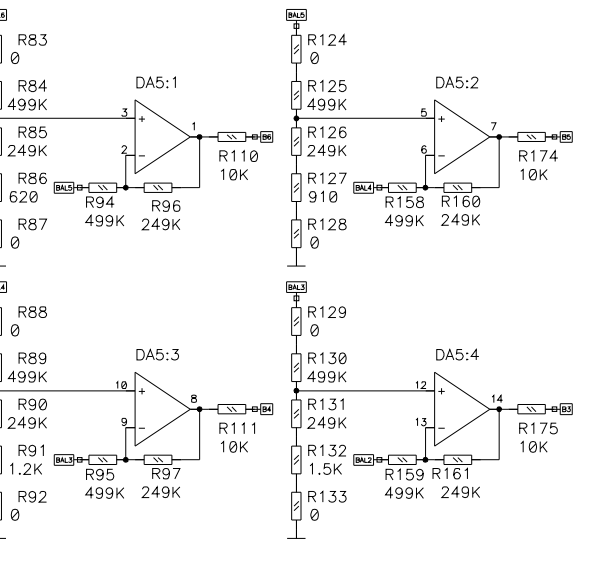 BAL5
R83
0
R84
499K
R85
249K
R86
620
R87
0
DA5:1
3
+
2
−
1
B6
R110
10K
BAL5
R94
499K
R96
249K
R124
0
R125
499K
R126
249K
R127
910
R128
0
DA5:2
5
+
6
−
7
B5
R174
10K
BAL4
R158
499K
R160
249K
R88
0
R89
499K
R90
249K
R91
1.2K
R92
0
DA5:3
10
+
9
−
8
B4
R111
10K
BAL3
R95
499K
R97
249K
BAL3
R129
0
R130
499K
R131
249K
R132
1.5K
R133
0
DA5:4
12
+
13
−
14
B3
R175
10K
BAL2
R159
499K
R161
249K